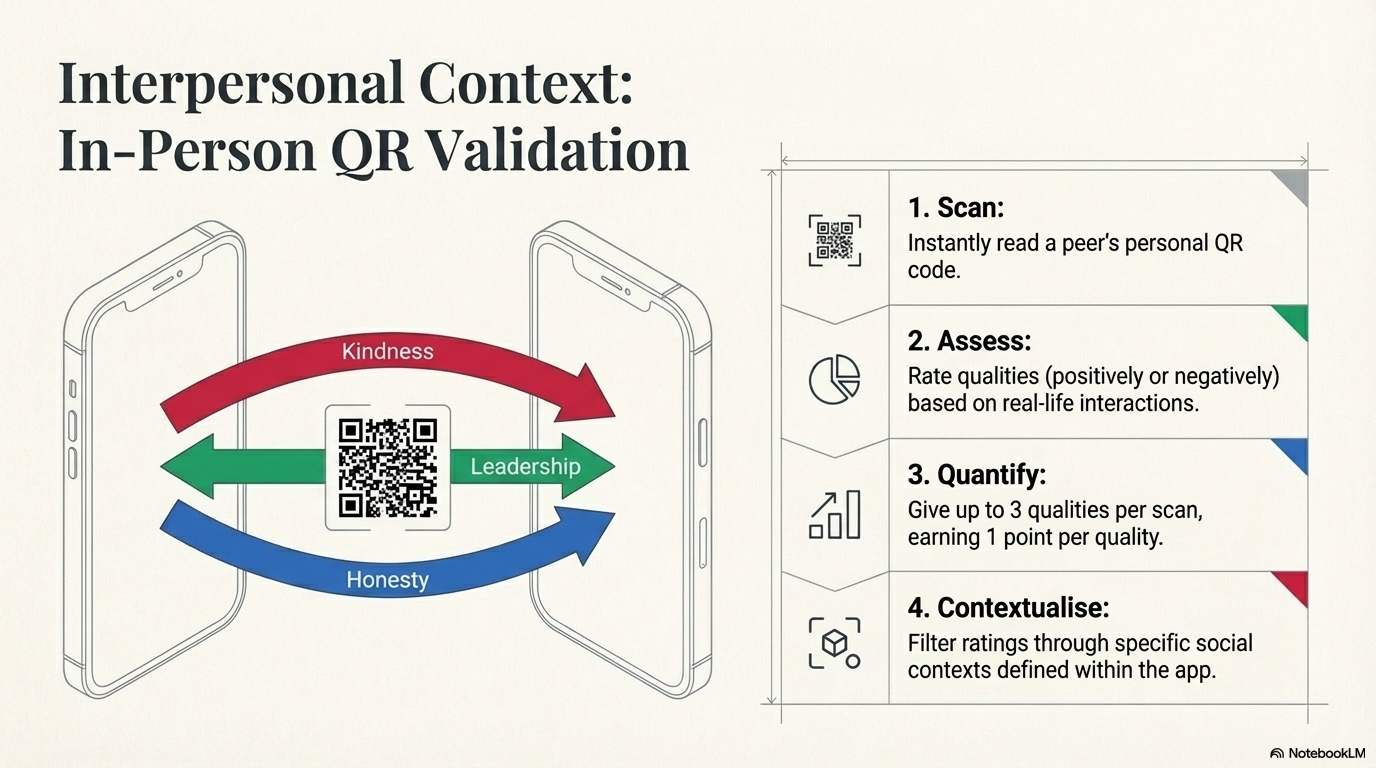 Interpersonal Context:
In-Person QR Validation
Kindness
Leadership
Honesty
1. Scan:
Instantly read a peer's personal QR
code.
2. Assess:
Rate qualities (positively or negatively)
based on real-life interactions.
3. Quantify:
Give up to 3 qualities per scan,
earning 1 point per quality.
4. Contextualise:
Filter ratings through specific social
contexts defined within the app.
NotebookLM